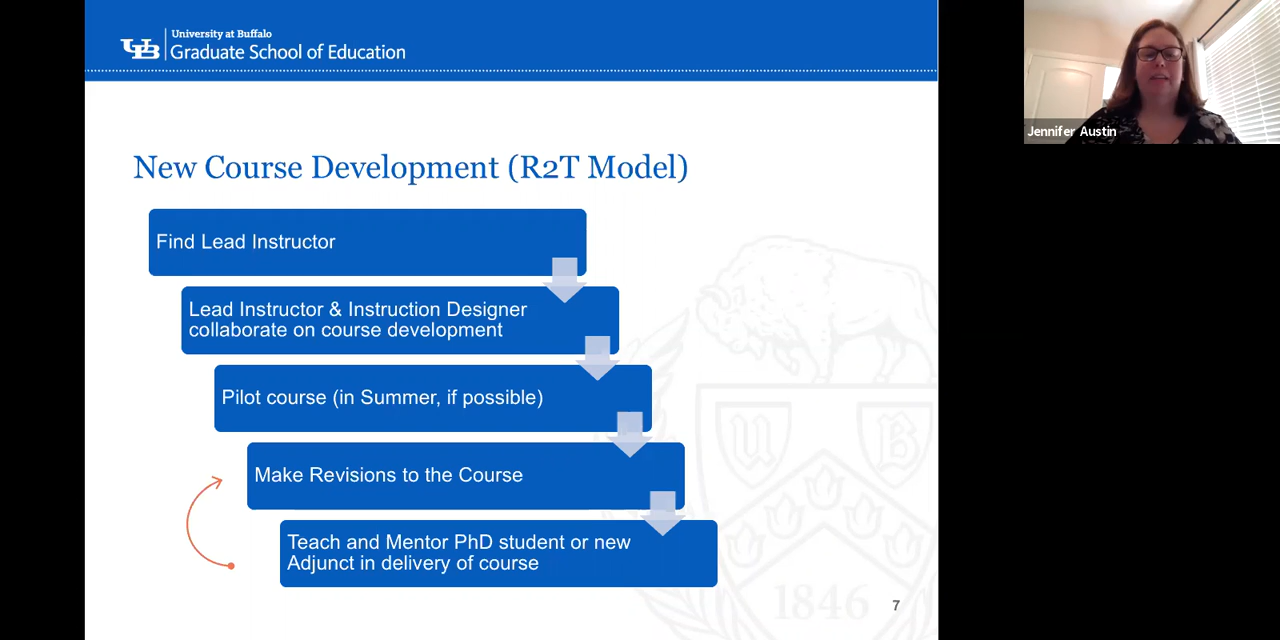 University at Buffalo
UB Graduate School of Education
Jennifer Austin
New Course Development (R2T Model)
Find Lead Instructor
Lead Instructor & Instruction Designer
collaborate on course development
Pilot course (in Summer, if possible)
Make Revisions to the Course
Teach and Mentor PhD student or new
Adjunct in delivery of course
U B
1846
7